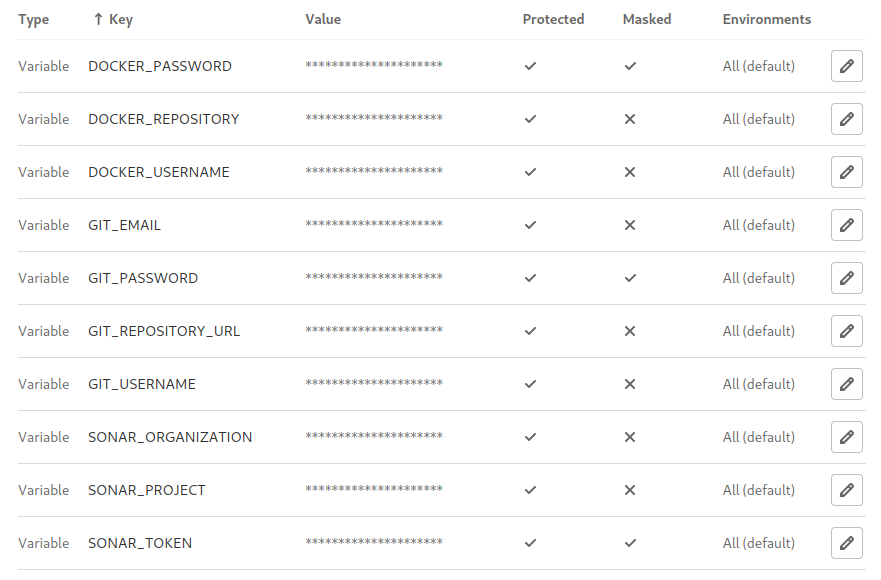 Type ↑ Key Value Protected Masked Environments
Variable DOCKER_PASSWORD ********************* ✓ ✓ All (default)
Variable DOCKER_REPOSITORY ********************* ✓ ✕ All (default)
Variable DOCKER_USERNAME ********************* ✓ ✕ All (default)
Variable GIT_EMAIL ********************* ✓ ✕ All (default)
Variable GIT_PASSWORD ********************* ✓ ✓ All (default)
Variable GIT_REPOSITORY_URL ********************* ✓ ✕ All (default)
Variable GIT_USERNAME ********************* ✓ ✕ All (default)
Variable SONAR_ORGANIZATION ********************* ✓ ✕ All (default)
Variable SONAR_PROJECT ********************* ✓ ✕ All (default)
Variable SONAR_TOKEN ********************* ✓ ✓ All (default)